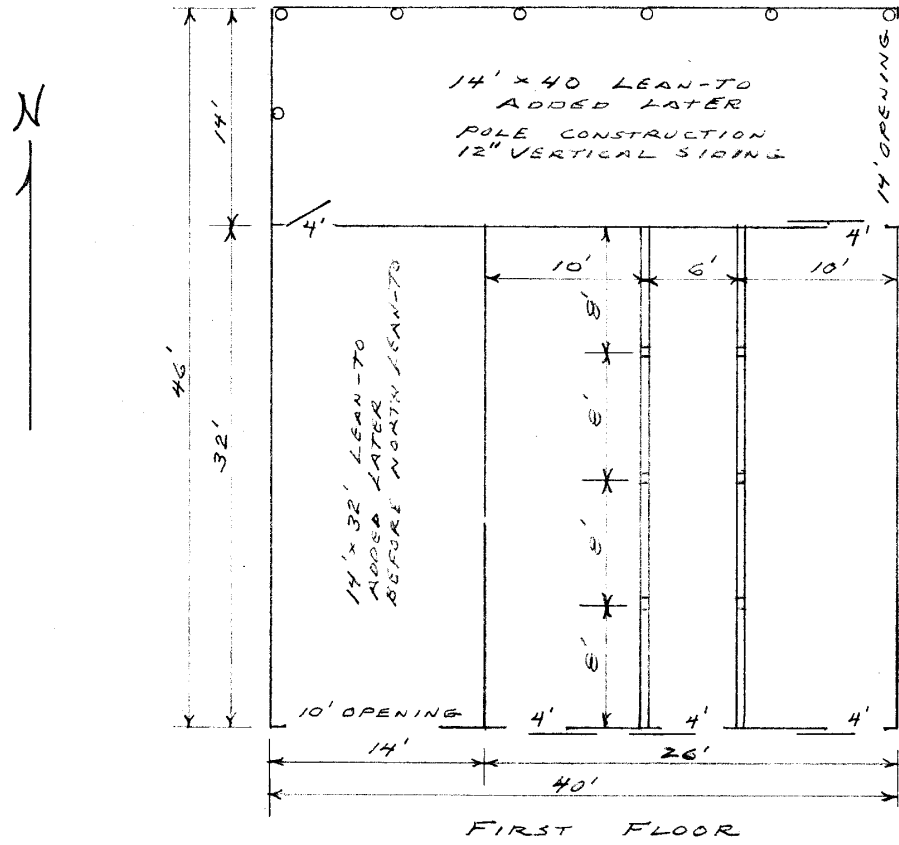 N
14' × 40 LEAN-TO
ADDED LATER
POLE CONSTRUCTION
12" VERTICAL SIDING
14' OPENING
14'
4'
4'
10'
6'
10'
8'
46'
32'
14' × 32' LEAN-TO
ADDED LATER
BEFORE NORTH LEAN-TO
8'
8'
8'
10' OPENING
4'
4'
4'
14'
26'
40'
FIRST FLOOR